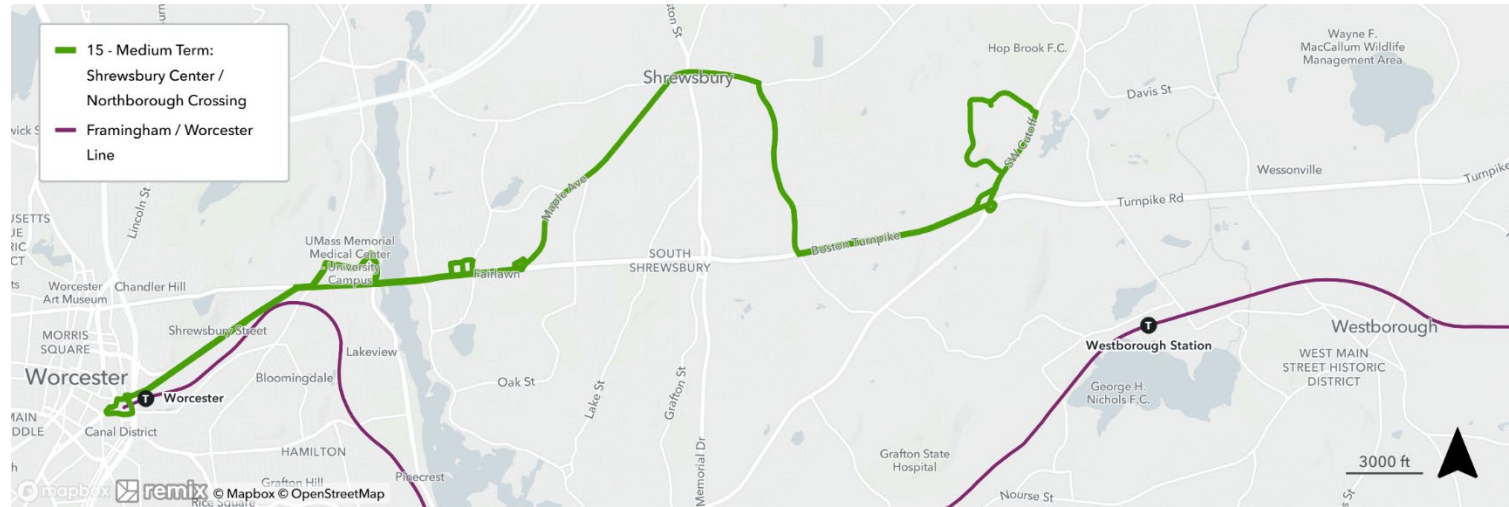 15 - Medium Term:
Shrewsbury Center /
Northborough Crossing
Framingham / Worcester
Line
Hop Brook F.C.
Wayne F.
MacCallum Wildlife
Management Area
Shrewsbury
Davis St
SW Cutoff
Wessonville
Turnpike
Turnpike Rd
Lincoln St
Maple Ave
UMass Memorial
Medical Center
University
Campus
Boston Turnpike
SOUTH
SHREWSBURY
Fairlawn
Worcester
Art Museum
Chandler Hill
MORRIS
SQUARE
Shrewsbury Street
Lakeview
Westborough
Westborough Station
WEST MAIN
STREET HISTORIC
DISTRICT
Worcester
T Worcester
Bloomingdale
Oak St
Lake St
Grafton St
George H.
Nichols F.C.
Canal District
HAMILTON
Grafton State
Hospital
Memorial Dr
3000 ft
Pinecrest
Grafton Hill
Nourse St
mapbox remix © Mapbox © OpenStreetMap